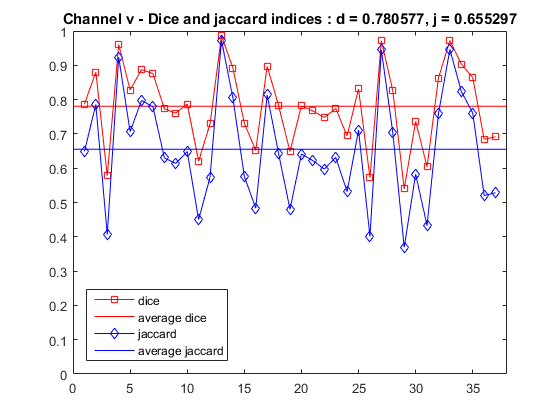 Channel v - Dice and jaccard indices : d = 0.780577, j = 0.655297
1
0.9
0.8
0.7
0.6
0.5
0.4
0.3
0.2
0.1
0
dice
average dice
jaccard
average jaccard
0 5 10 15 20 25 30 35